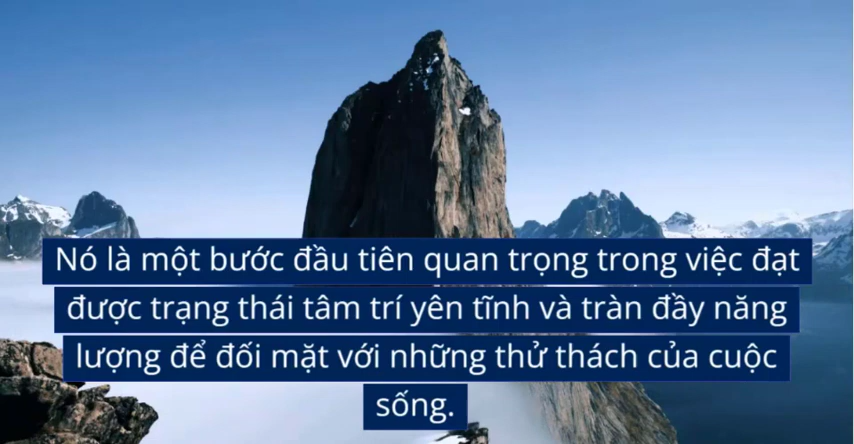 Nó là một bước đầu tiên quan trọng trong việc đạt
được trạng thái tâm trí yên tĩnh và tràn đầy năng
lượng để đối mặt với những thử thách của cuộc
sống.